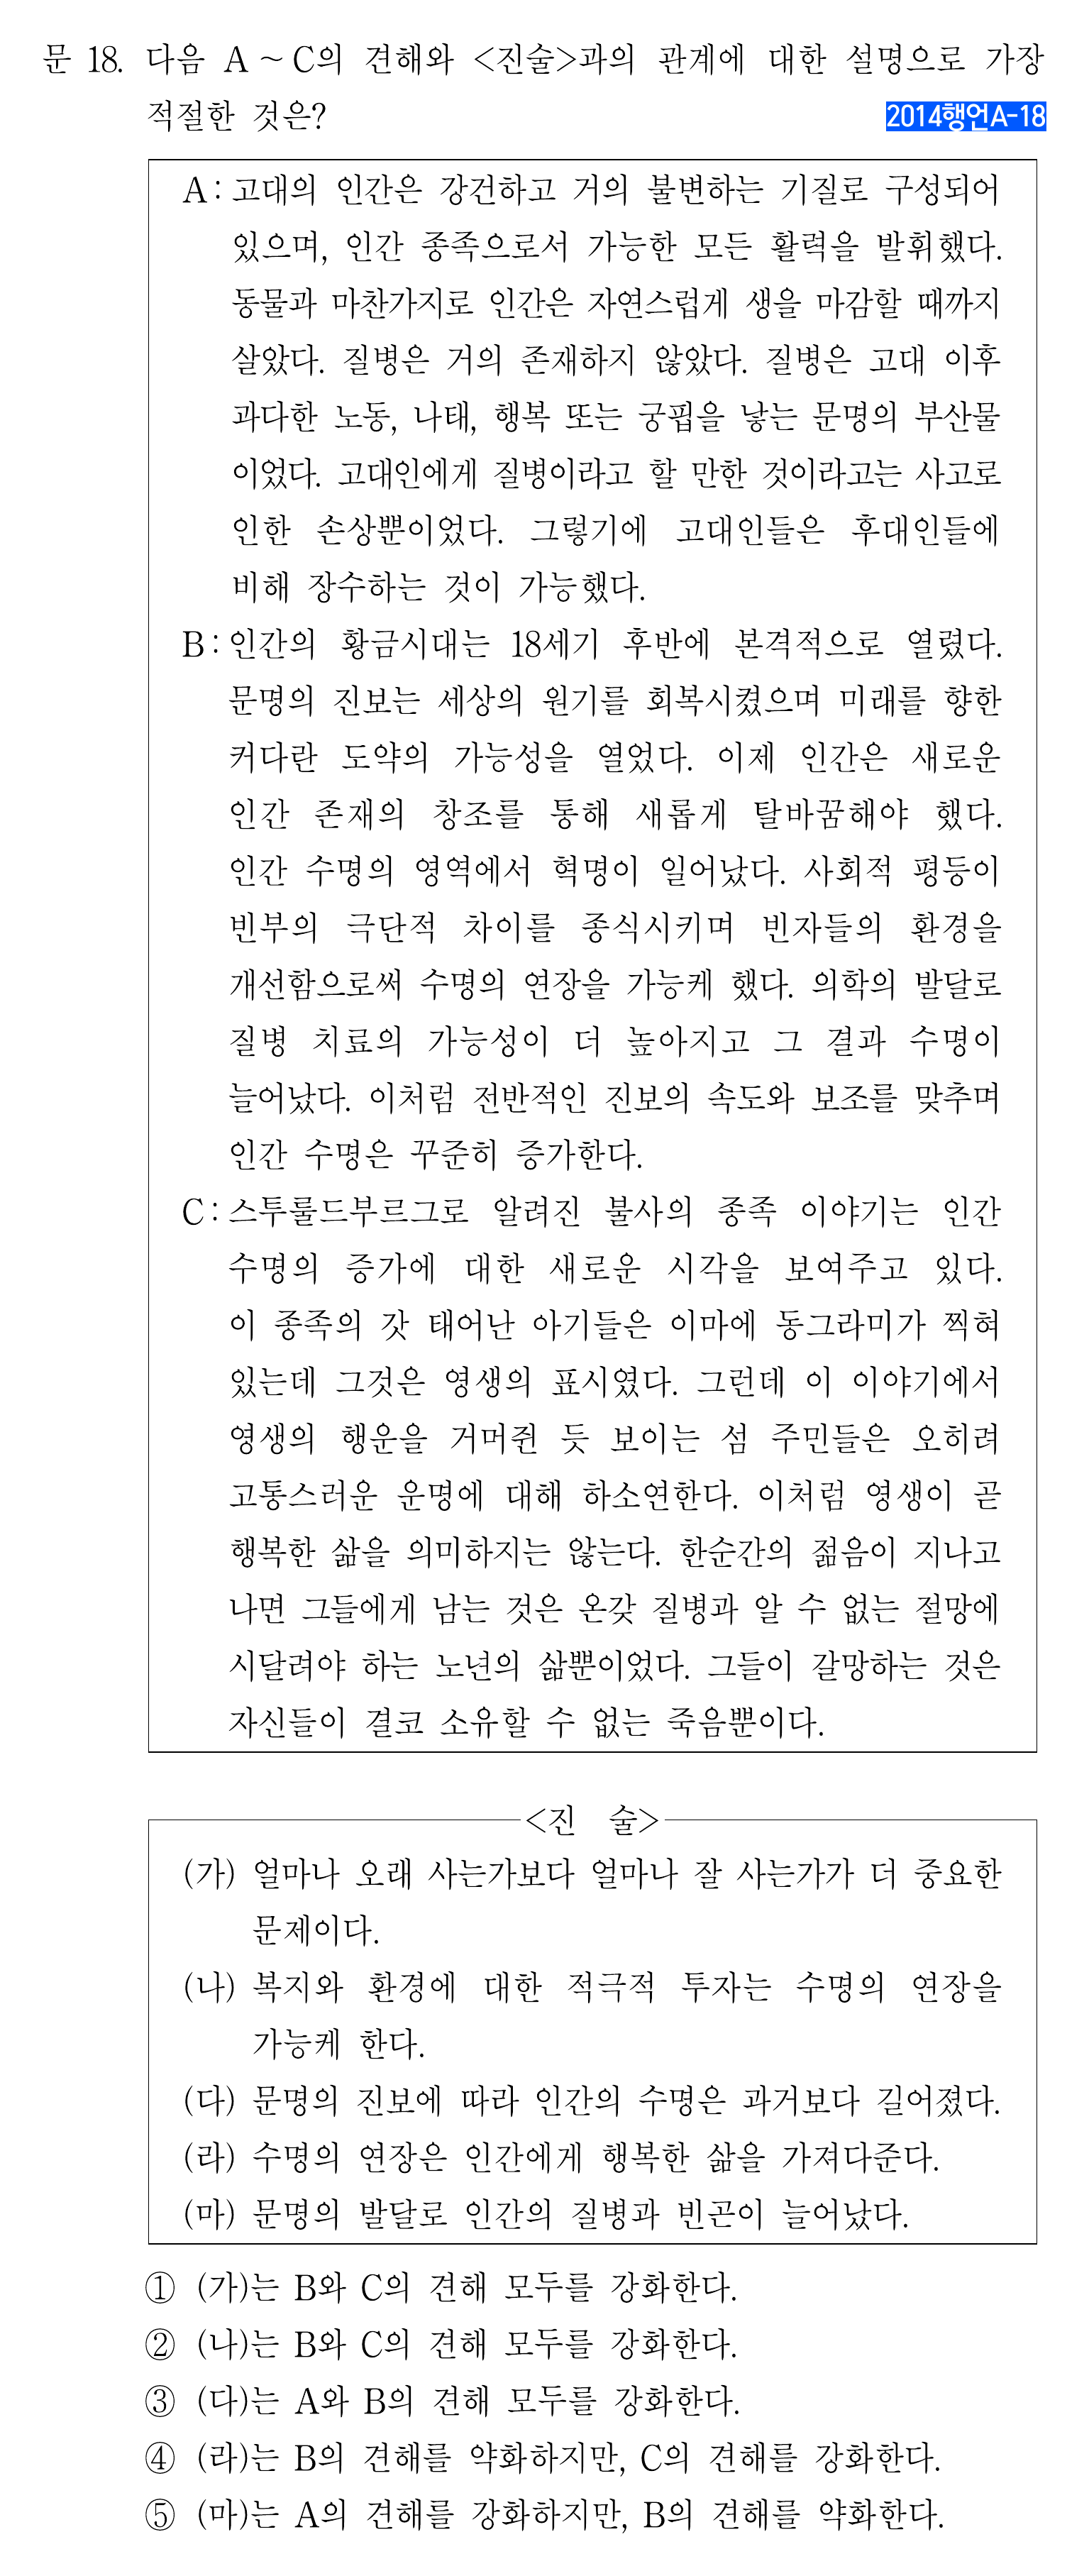 문 18. 다음 A ~ C의 견해와 <진술>과의 관계에 대한 설명으로 가장
적절한 것은?
2014행언A-18
A : 고대의 인간은 강건하고 거의 불변하는 기질로 구성되어
있으며, 인간 종족으로서 가능한 모든 활력을 발휘했다.
동물과 마찬가지로 인간은 자연스럽게 생을 마감할 때까지
살았다. 질병은 거의 존재하지 않았다. 질병은 고대 이후
과다한 노동, 나태, 행복 또는 궁핍을 낳는 문명의 부산물
이었다. 고대인에게 질병이라고 할 만한 것이라고는 사고로
인한 손상뿐이었다. 그렇기에 고대인들은 후대인들에
비해 장수하는 것이 가능했다.
B : 인간의 황금시대는 18세기 후반에 본격적으로 열렸다.
문명의 진보는 세상의 원기를 회복시켰으며 미래를 향한
커다란 도약의 가능성을 열었다. 이제 인간은 새로운
인간 존재의 창조를 통해 새롭게 탈바꿈해야 했다.
인간 수명의 영역에서 혁명이 일어났다. 사회적 평등이
빈부의 극단적 차이를 종식시키며 빈자들의 환경을
개선함으로써 수명의 연장을 가능케 했다. 의학의 발달로
질병 치료의 가능성이 더 높아지고 그 결과 수명이
늘어났다. 이처럼 전반적인 진보의 속도와 보조를 맞추며
인간 수명은 꾸준히 증가한다.
C : 스투룰드부르그로 알려진 불사의 종족 이야기는 인간
수명의 증가에 대한 새로운 시각을 보여주고 있다.
이 종족의 갓 태어난 아기들은 이마에 동그라미가 찍혀
있는데 그것은 영생의 표시였다. 그런데 이 이야기에서
영생의 행운을 거머쥔 듯 보이는 섬 주민들은 오히려
고통스러운 운명에 대해 하소연한다. 이처럼 영생이 곧
행복한 삶을 의미하지는 않는다. 한순간의 젊음이 지나고
나면 그들에게 남는 것은 온갖 질병과 알 수 없는 절망에
시달려야 하는 노년의 삶뿐이었다. 그들이 갈망하는 것은
자신들이 결코 소유할 수 없는 죽음뿐이다.
<진 술>
(가) 얼마나 오래 사는가보다 얼마나 잘 사는가가 더 중요한
문제이다.
(나) 복지와 환경에 대한 적극적 투자는 수명의 연장을
가능케 한다.
(다) 문명의 진보에 따라 인간의 수명은 과거보다 길어졌다.
(라) 수명의 연장은 인간에게 행복한 삶을 가져다준다.
(마) 문명의 발달로 인간의 질병과 빈곤이 늘어났다.
① (가)는 B와 C의 견해 모두를 강화한다.
② (나)는 B와 C의 견해 모두를 강화한다.
③ (다)는 A와 B의 견해 모두를 강화한다.
④ (라)는 B의 견해를 약화하지만, C의 견해를 강화한다.
⑤ (마)는 A의 견해를 강화하지만, B의 견해를 약화한다.